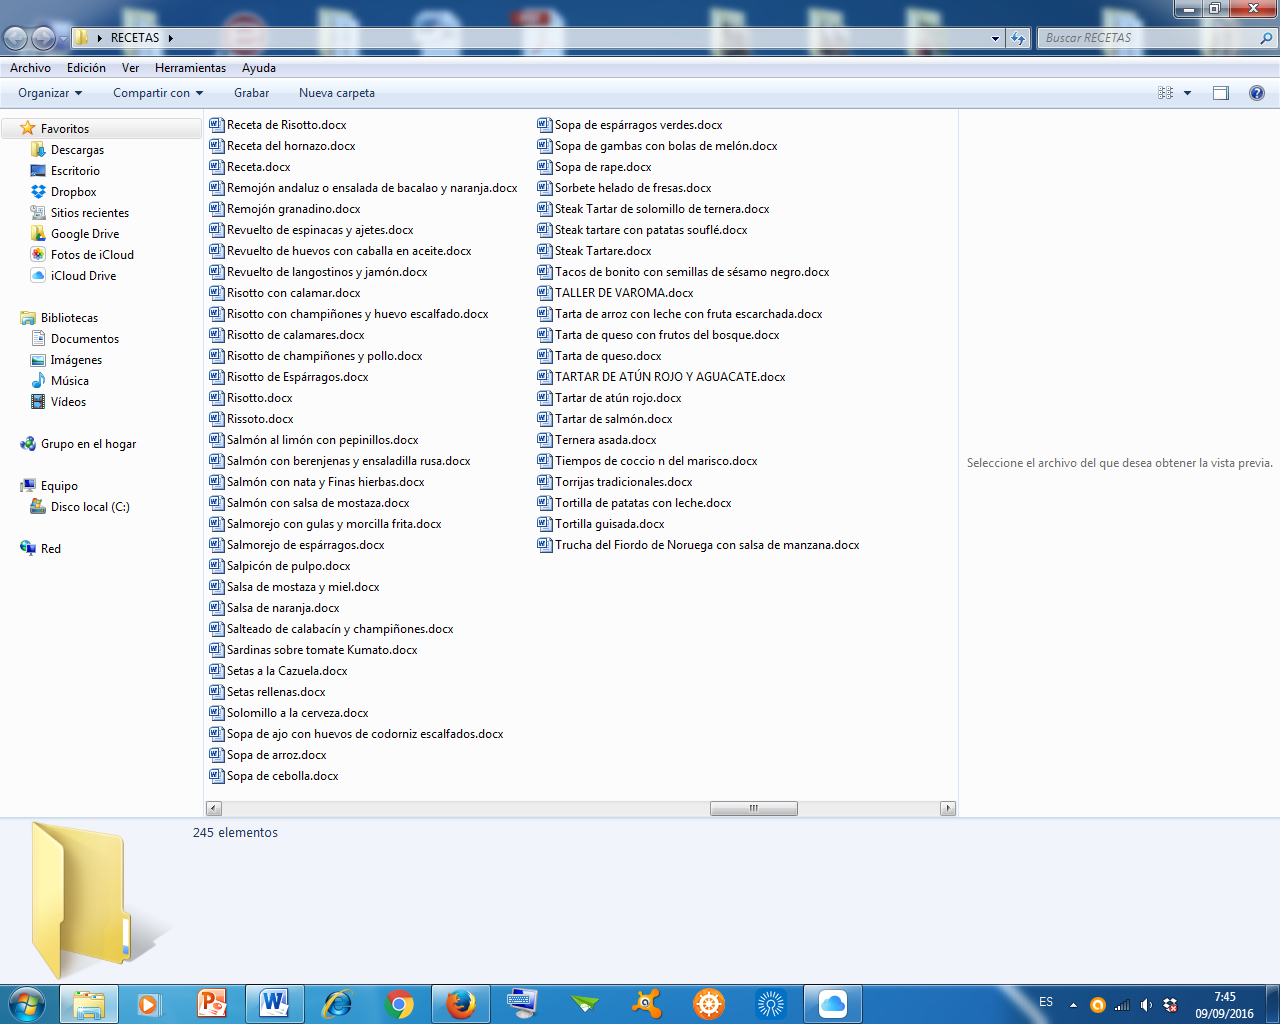 RECETAS
Buscar RECETAS
Archivo Edición Ver Herramientas Ayuda
Organizar Compartir con Grabar Nueva carpeta
Favoritos
Descargas
Escritorio
Dropbox
Sitios recientes
Google Drive
Fotos de iCloud
iCloud Drive
Bibliotecas
Documentos
Imágenes
Música
Vídeos
Grupo en el hogar
Equipo
Disco local (C:)
Red
Receta de Risotto.docx
Receta del hornazo.docx
Receta.docx
Remojón andaluz o ensalada de bacalao y naranja.docx
Remojón granadino.docx
Revuelto de espinacas y ajetes.docx
Revuelto de huevos con caballa en aceite.docx
Revuelto de langostinos y jamón.docx
Risotto con calamar.docx
Risotto con champiñones y huevo escalfado.docx
Risotto de calamares.docx
Risotto de champiñones y pollo.docx
Risotto de Espárragos.docx
Risotto.docx
Rissoto.docx
Salmón al limón con pepinillos.docx
Salmón con berenjenas y ensaladilla rusa.docx
Salmón con nata y Finas hierbas.docx
Salmón con salsa de mostaza.docx
Salmorejo con gulas y morcilla frita.docx
Salmorejo de espárragos.docx
Salpicón de pulpo.docx
Salsa de mostaza y miel.docx
Salsa de naranja.docx
Salteado de calabacín y champiñones.docx
Sardinas sobre tomate Kumato.docx
Setas a la Cazuela.docx
Setas rellenas.docx
Solomillo a la cerveza.docx
Sopa de ajo con huevos de codorniz escalfados.docx
Sopa de arroz.docx
Sopa de cebolla.docx
Sopa de espárragos verdes.docx
Sopa de gambas con bolas de melón.docx
Sopa de rape.docx
Sorbete helado de fresas.docx
Steak Tartar de solomillo de ternera.docx
Steak tartare con patatas souflé.docx
Steak Tartare.docx
Tacos de bonito con semillas de sésamo negro.docx
TALLER DE VAROMA.docx
Tarta de arroz con leche con fruta escarchada.docx
Tarta de queso con frutos del bosque.docx
Tarta de queso.docx
TARTAR DE ATÚN ROJO Y AGUACATE.docx
Tartar de atún rojo.docx
Tartar de salmón.docx
Ternera asada.docx
Tiempos de coccio n del marisco.docx
Torrijas tradicionales.docx
Tortilla de patatas con leche.docx
Tortilla guisada.docx
Trucha del Fiordo de Noruega con salsa de manzana.docx
Seleccione el archivo del que desea obtener la vista previa.
245 elementos
ES
7:45
09/09/2016